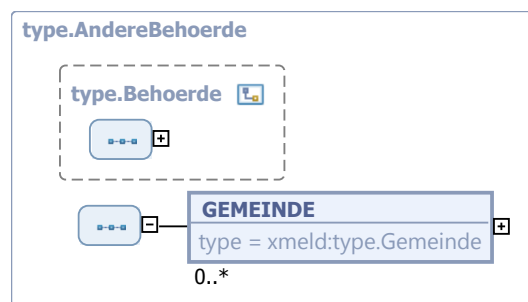 type.AndereBehoerde
type.Behoerde
GEMEINDE
type = xmeld:type.Gemeinde
0..*